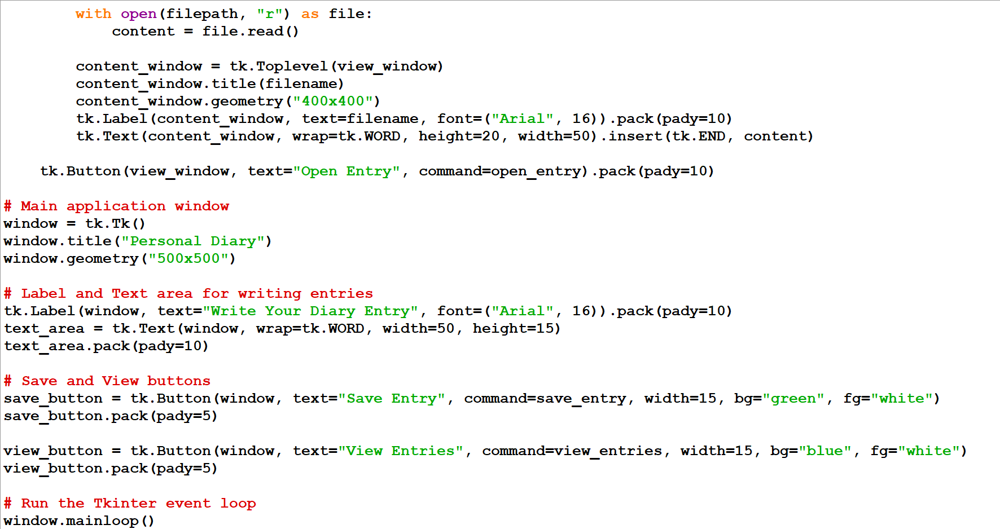 with open(filepath, "r") as file:
            content = file.read()

        content_window = tk.Toplevel(view_window)
        content_window.title(filename)
        content_window.geometry("400x400")
        tk.Label(content_window, text=filename, font=("Arial", 16)).pack(pady=10)
        tk.Text(content_window, wrap=tk.WORD, height=20, width=50).insert(tk.END, content)

    tk.Button(view_window, text="Open Entry", command=open_entry).pack(pady=10)

# Main application window
window = tk.Tk()
window.title("Personal Diary")
window.geometry("500x500")

# Label and Text area for writing entries
tk.Label(window, text="Write Your Diary Entry", font=("Arial", 16)).pack(pady=10)
text_area = tk.Text(window, wrap=tk.WORD, width=50, height=15)
text_area.pack(pady=10)

# Save and View buttons
save_button = tk.Button(window, text="Save Entry", command=save_entry, width=15, bg="green", fg="white")
save_button.pack(pady=5)

view_button = tk.Button(window, text="View Entries", command=view_entries, width=15, bg="blue", fg="white")
view_button.pack(pady=5)

# Run the Tkinter event loop
window.mainloop()